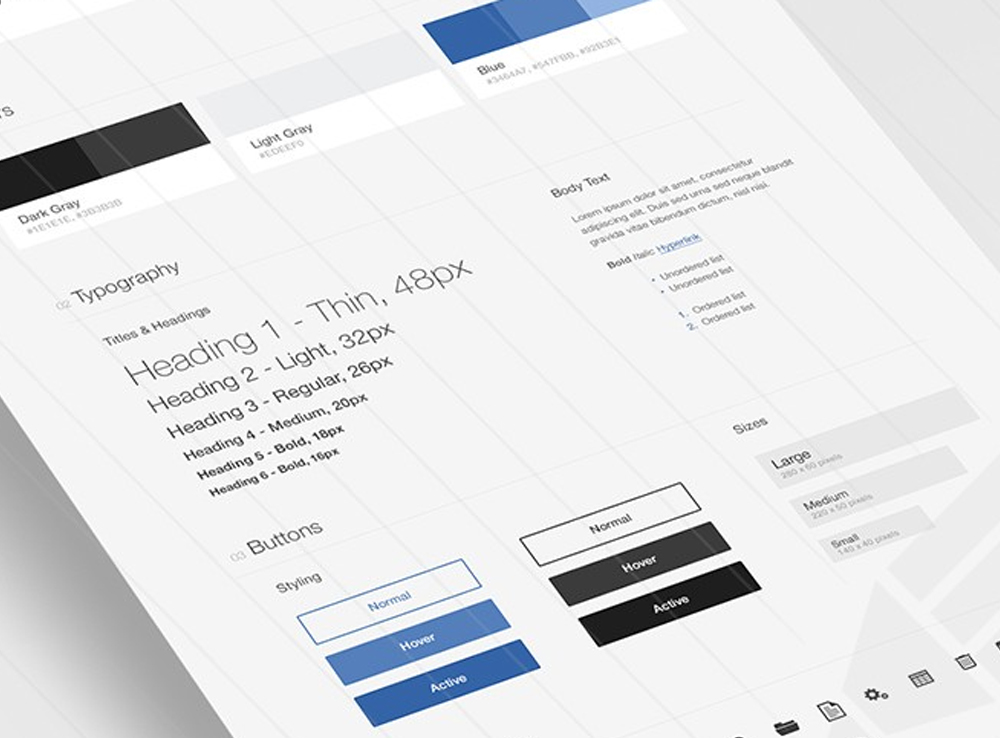 rs
Dark Gray
#1E1E1E, #3B3B3B
Light Gray
#EDEEF0
Blue
#3464A7, #547FBB, #92B3E1
02 Typography
Titles & Headings
Heading 1 - Thin, 48px
Heading 2 - Light, 32px
Heading 3 - Regular, 26px
Heading 4 - Medium, 20px
Heading 5 - Bold, 18px
Heading 6 - Bold, 16px
Body Text
Lorem ipsum dolor sit amet, consectetur
adipiscing elit. Duis sed urna sed neque blandit
gravida vitae bibendum dictum, nisl nisi.
Bold Italic Hyperlink
• Unordered list
• Unordered list
1. Ordered list
2. Ordered list
03 Buttons
Styling
Normal
Hover
Active
Normal
Hover
Active
Sizes
Large
280 x 60 pixels
Medium
220 x 50 pixels
Small
140 x 40 pixels